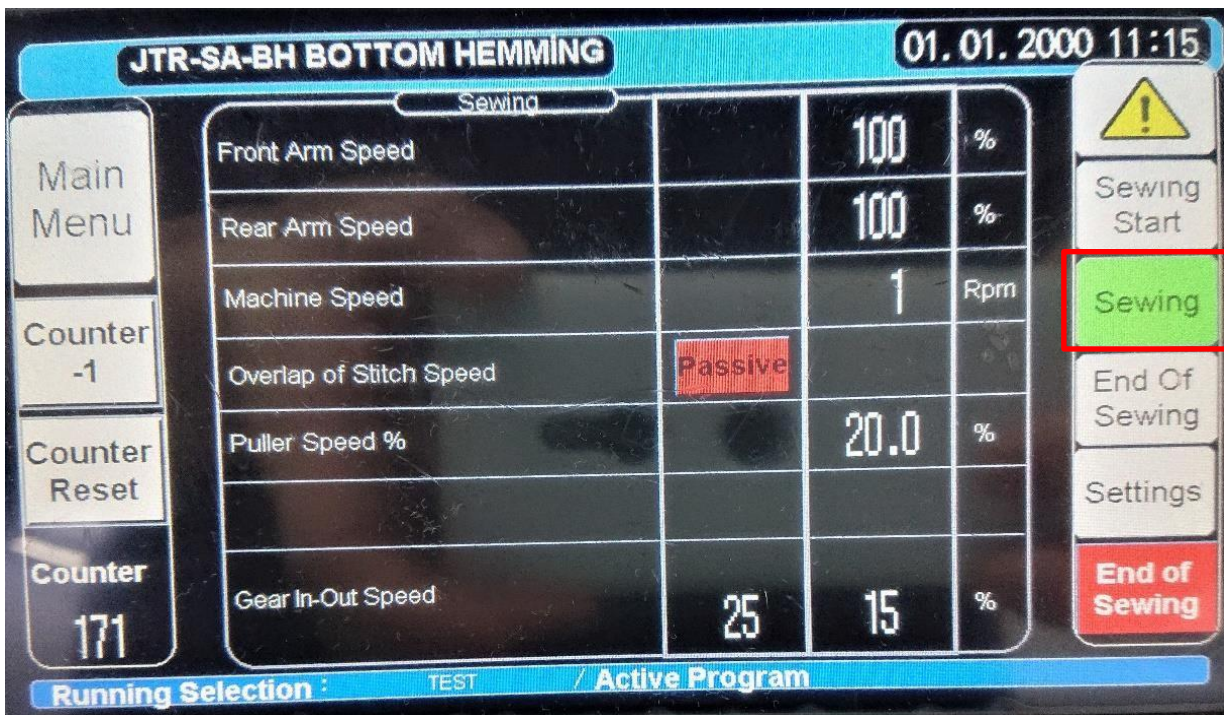 JTR-SA-BH BOTTOM HEMMİNG
01. 01. 2000 11:15
Main
Menu
Counter
-1
Counter
Reset
Counter
171
Sewing
Front Arm Speed 100 %
Rear Arm Speed 100 %
Machine Speed 1 Rpm
Overlap of Stitch Speed Passive
Puller Speed % 20.0 %
Gear In-Out Speed 25 15 %
Sewing
Start
Sewing
End Of
Sewing
Settings
End of
Sewing
Running Selection : TEST / Active Program